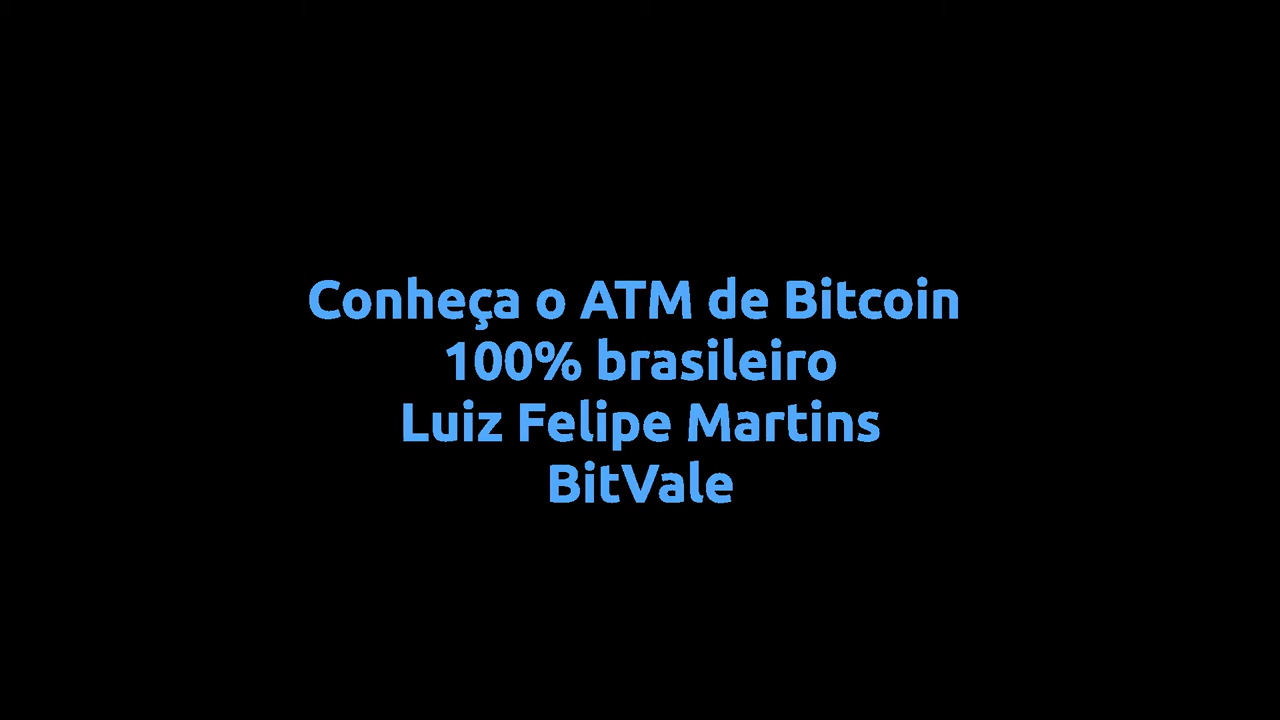 Conheça o ATM de Bitcoin
100% brasileiro
Luiz Felipe Martins
BitVale